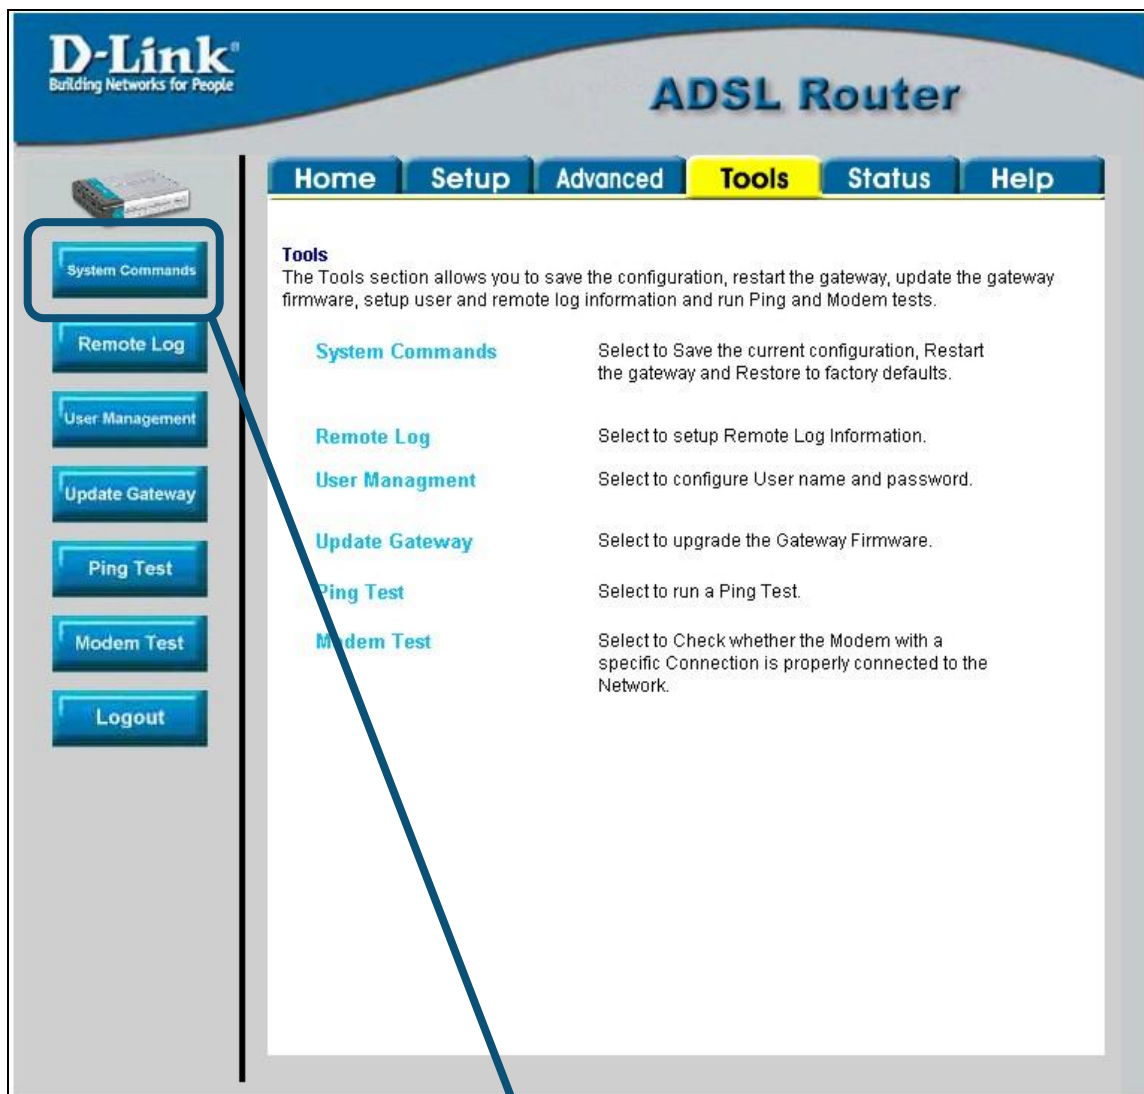 D-Link®
Building Networks for People
ADSL Router
Home Setup Advanced Tools Status Help
System Commands
Remote Log
User Management
Update Gateway
Ping Test
Modem Test
Logout
Tools
The Tools section allows you to save the configuration, restart the gateway, update the gateway
firmware, setup user and remote log information and run Ping and Modem tests.
System Commands Select to Save the current configuration, Restart
the gateway and Restore to factory defaults.
Remote Log Select to setup Remote Log Information.
User Managment Select to configure User name and password.
Update Gateway Select to upgrade the Gateway Firmware.
Ping Test Select to run a Ping Test.
Modem Test Select to Check whether the Modem with a
specific Connection is properly connected to the
Network.